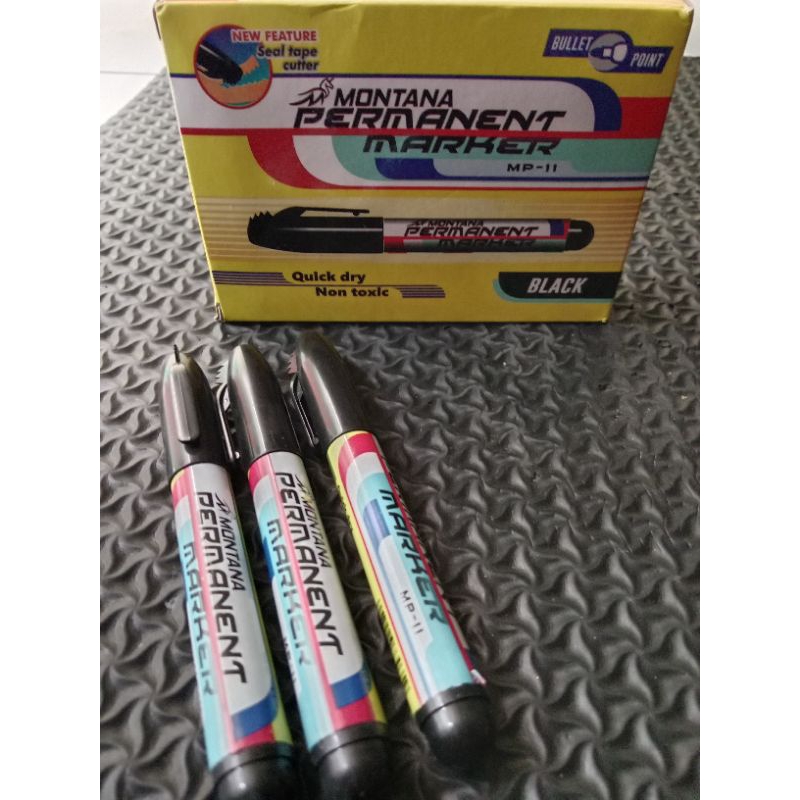 NEW FEATURE
Seal tape
cutter
BULLET POINT
MONTANA
PERMANENT
MARKER
MP-11
MONTANA
PERMANENT
MARKER
Quick dry
Non toxic
BLACK
MONTANA
PERMANENT
MARKER
MONTANA
PERMANENT
MARKER
MARKER
MP-11